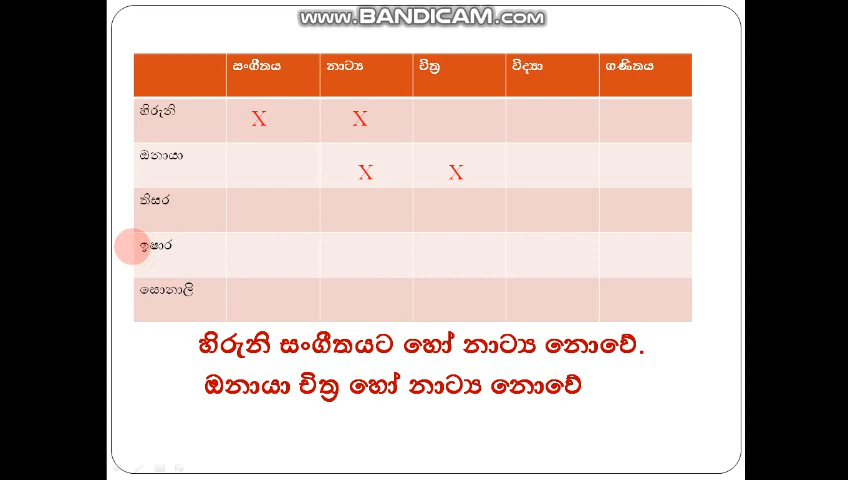 www.BANDICAM.com
සංගීතය නාට්‍ය චිත්‍ර විද්‍යා ගණිතය
හිරුනි X X
ඔනායා X X
තිසර
ඉෂාර
සොනාලි
හිරුනි සංගීතයට හෝ නාට්‍ය නොවේ.
ඔනායා චිත්‍ර හෝ නාට්‍ය නොවේ